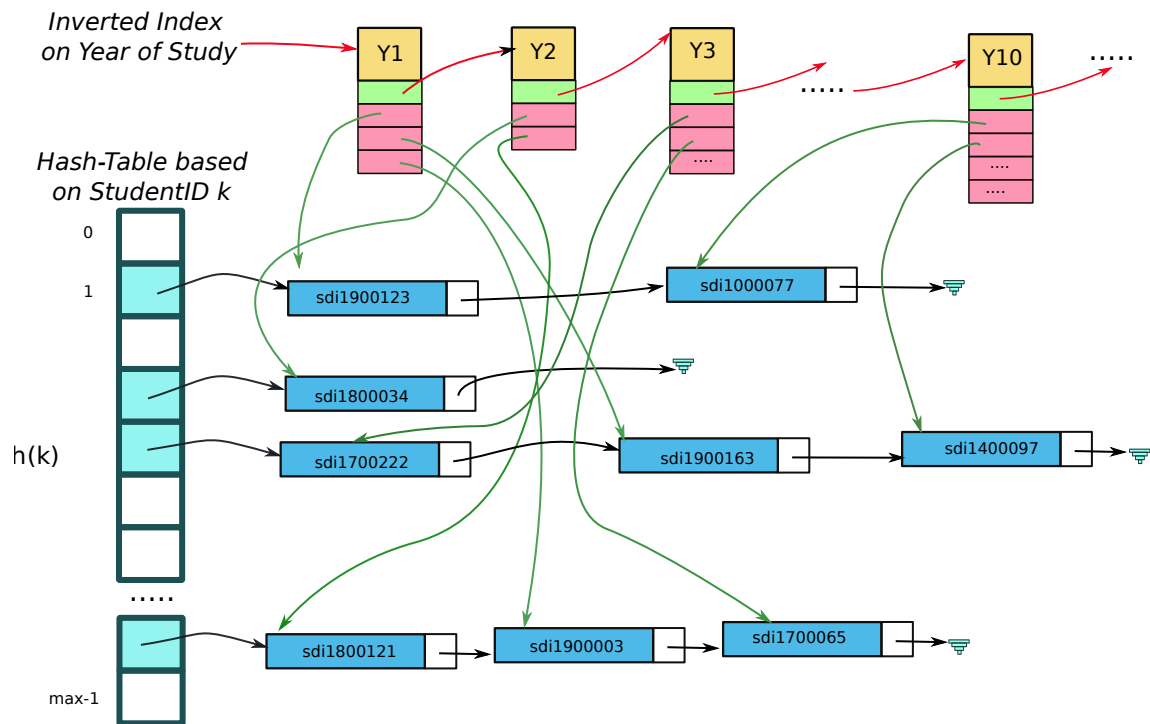 Inverted Index
on Year of Study
Y1
Y2
Y3
.....
Y10
.....
....
....
....
Hash-Table based
on StudentID k
0
1
sdi1900123
sdi1000077
sdi1800034
h(k)
sdi1700222
sdi1900163
sdi1400097
.....
sdi1800121
sdi1900003
sdi1700065
max-1